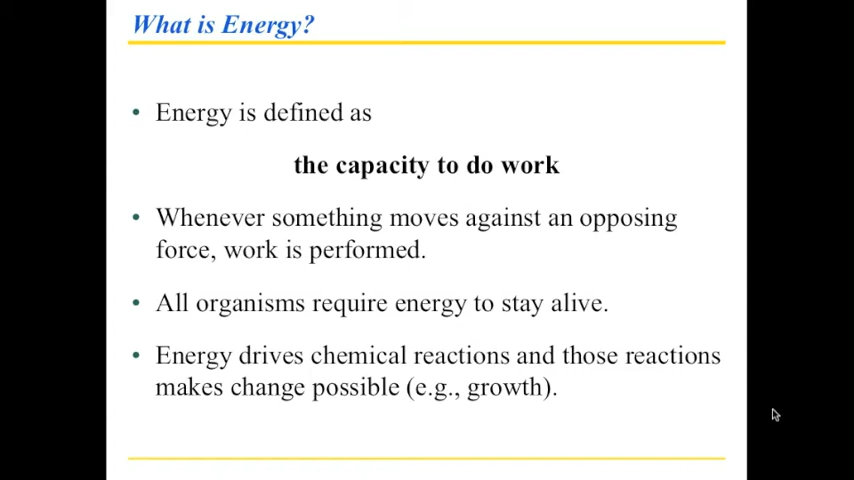 What is Energy?
• Energy is defined as
the capacity to do work
• Whenever something moves against an opposing
force, work is performed.
• All organisms require energy to stay alive.
• Energy drives chemical reactions and those reactions
makes change possible (e.g., growth).